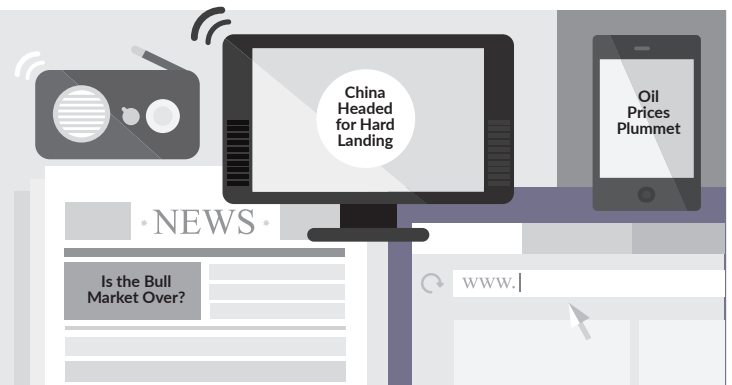 China
Headed
for Hard
Landing
Oil
Prices
Plummet
NEWS
Is the Bull
Market Over?
www.